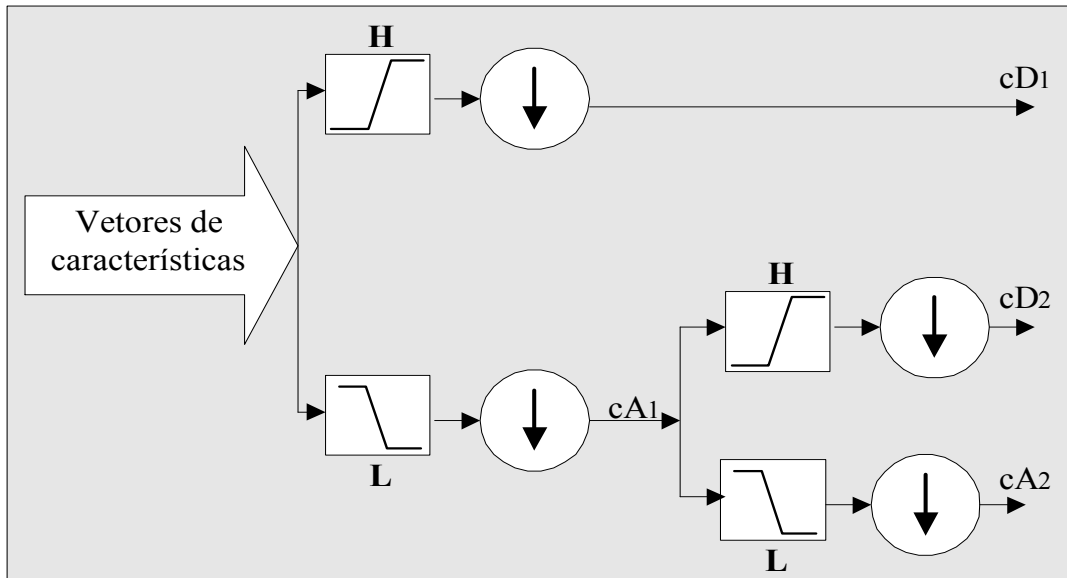 H
cD1
Vetores de
características
H
cD2
cA1
L
cA2
L